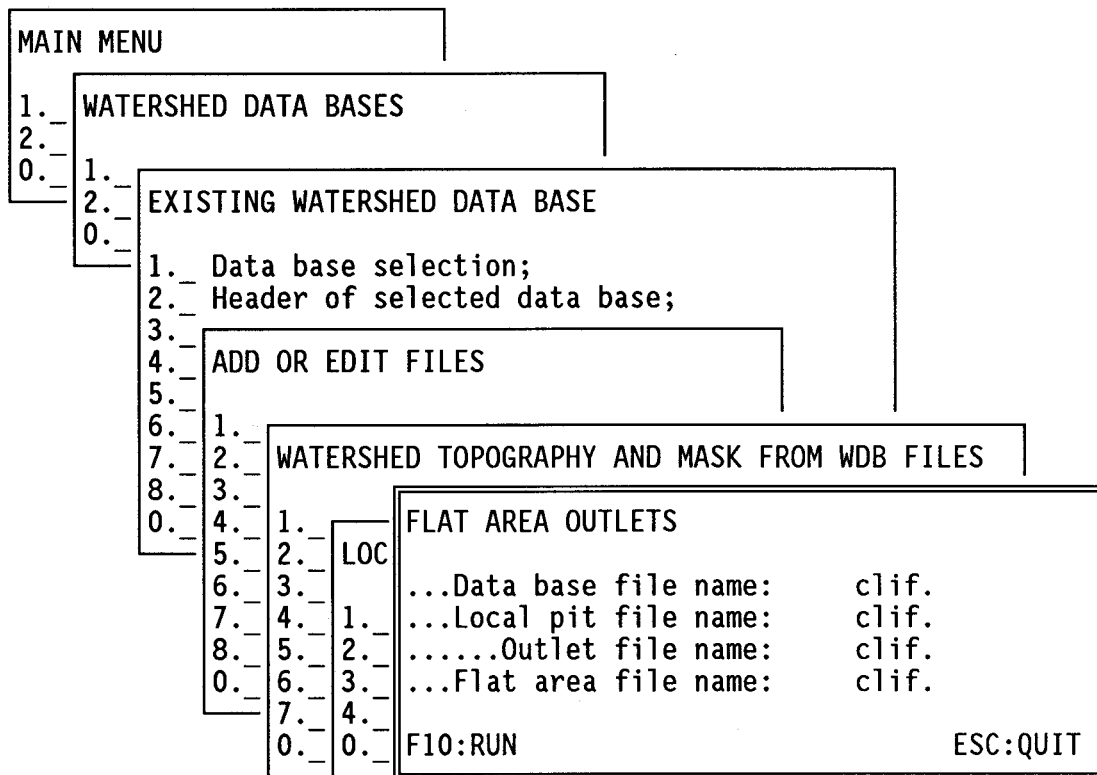 MAIN MENU
1._
2._
0._
WATERSHED DATA BASES
1._
2._
0._
EXISTING WATERSHED DATA BASE
1._ Data base selection;
2._ Header of selected data base;
3._
4._
5._
6._
7._
8._
0._
ADD OR EDIT FILES
1._
2._
3._
4._
5._
6._
7._
8._
0._
WATERSHED TOPOGRAPHY AND MASK FROM WDB FILES
1._
2._
3._
4._
5._
6._
7._
0._
LOC
1._
2._
3._
4._
0._
FLAT AREA OUTLETS
...Data base file name: clif.
...Local pit file name: clif.
......Outlet file name: clif.
...Flat area file name: clif.
F10:RUN ESC:QUIT